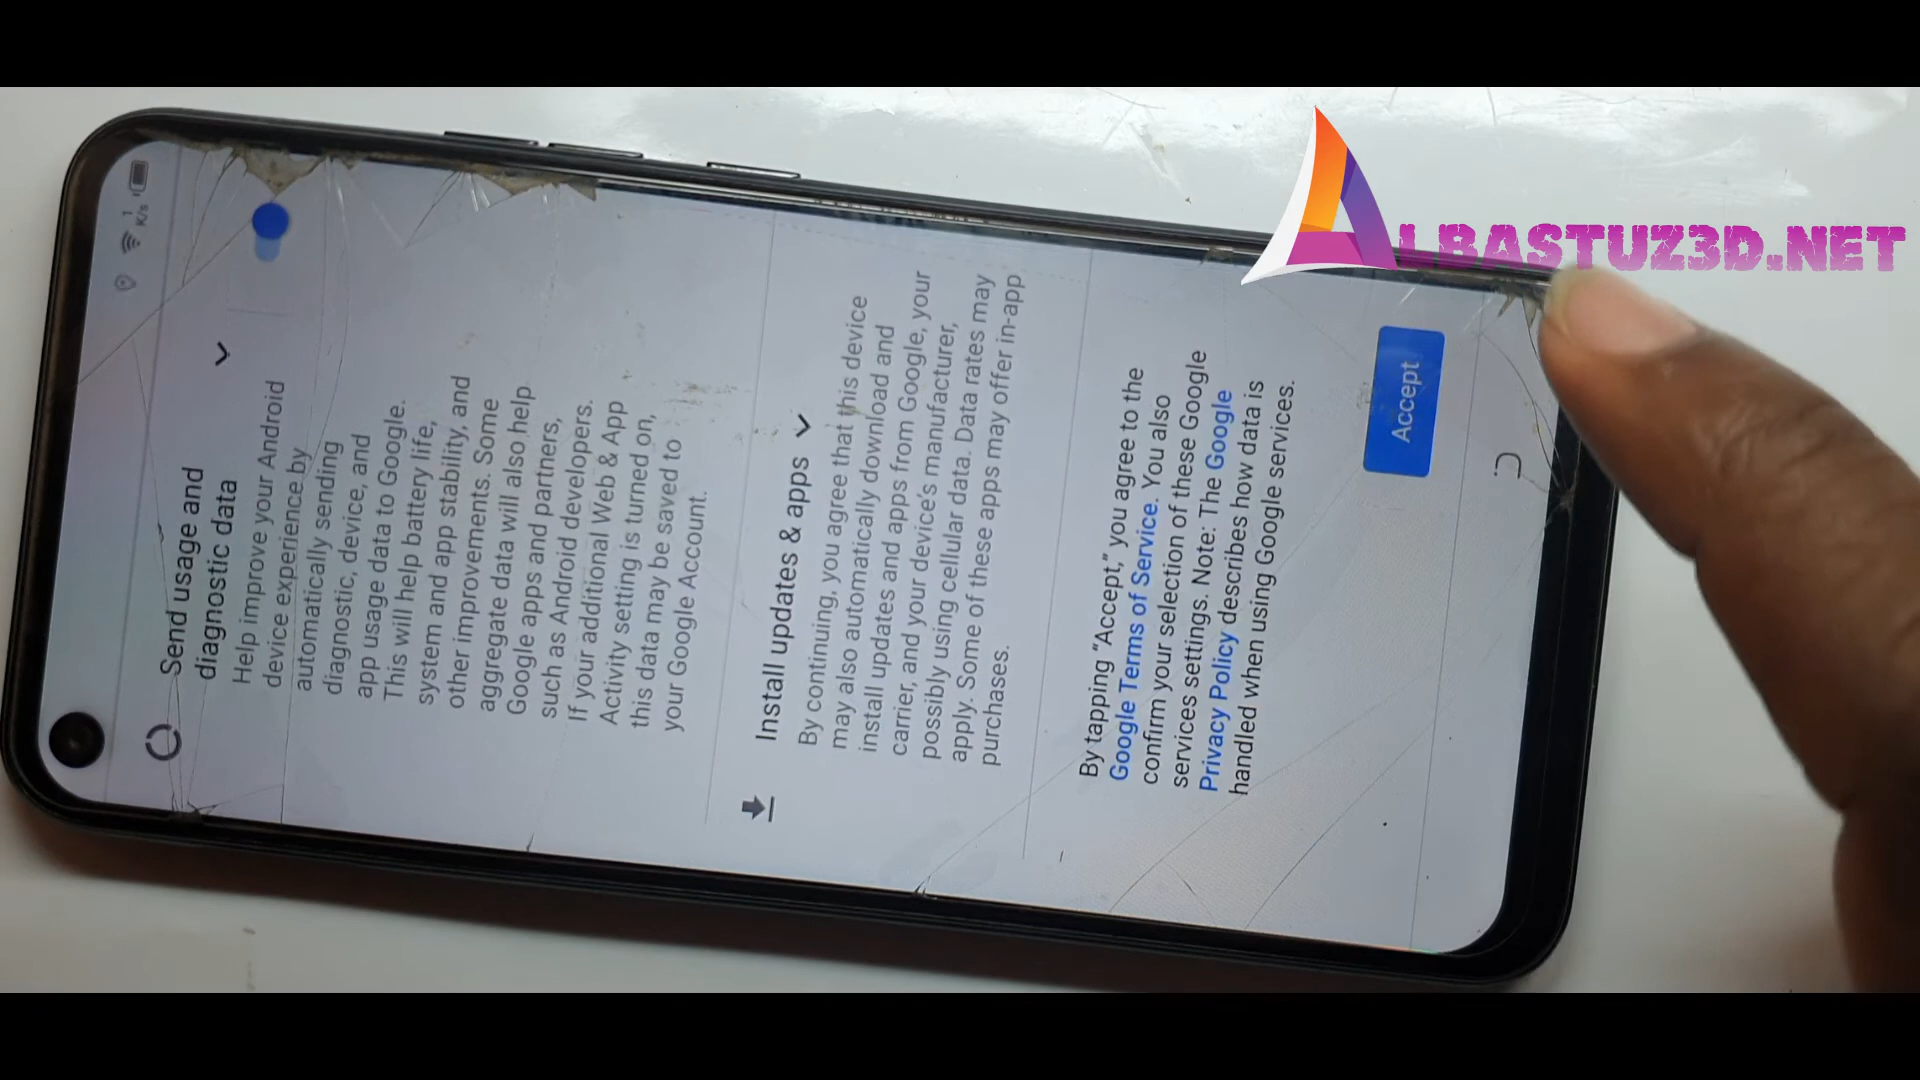 1
K/s
Send usage and
diagnostic data
Help improve your Android
device experience by
automatically sending
diagnostic, device, and
app usage data to Google.
This will help battery life,
system and app stability, and
other improvements. Some
aggregate data will also help
Google apps and partners,
such as Android developers.
If your additional Web & App
Activity setting is turned on,
this data may be saved to
your Google Account.
Install updates & apps
By continuing, you agree that this device
may also automatically download and
install updates and apps from Google, your
carrier, and your device's manufacturer,
possibly using cellular data. Data rates may
apply. Some of these apps may offer in-app
purchases.
By tapping “Accept,” you agree to the
Google Terms of Service. You also
confirm your selection of these Google
services settings. Note: The Google
Privacy Policy describes how data is
handled when using Google services.
Accept
ALBASTUZ3D.NET